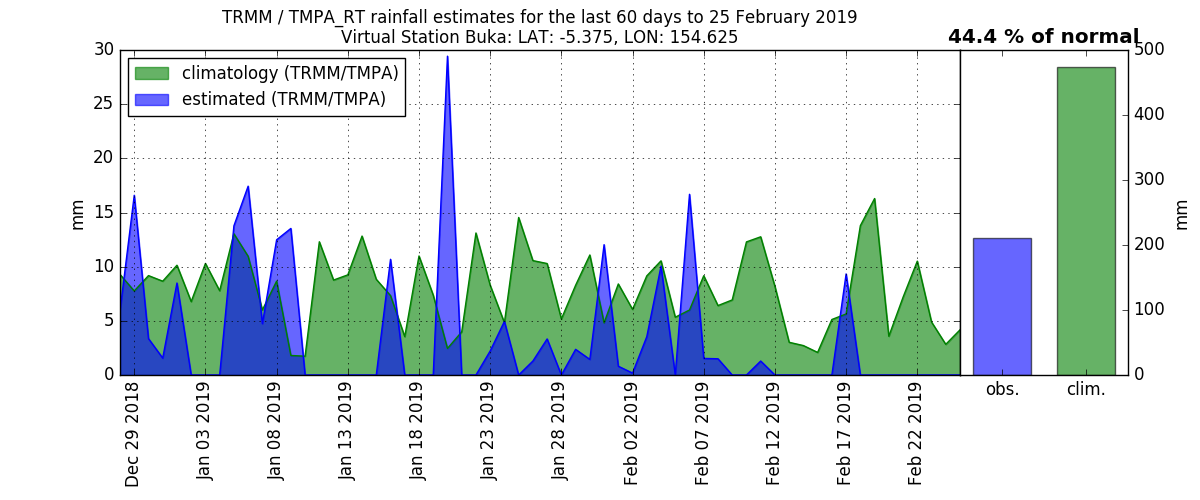 TRMM / TMPA_RT rainfall estimates for the last 60 days to 25 February 2019
Virtual Station Buka: LAT: -5.375, LON: 154.625
44.4 % of normal
climatology (TRMM/TMPA)
estimated (TRMM/TMPA)
mm
30
25
20
15
10
5
0
Dec 29 2018
Jan 03 2019
Jan 08 2019
Jan 13 2019
Jan 18 2019
Jan 23 2019
Jan 28 2019
Feb 02 2019
Feb 07 2019
Feb 12 2019
Feb 17 2019
Feb 22 2019
500
400
300
200
100
0
mm
obs.
clim.